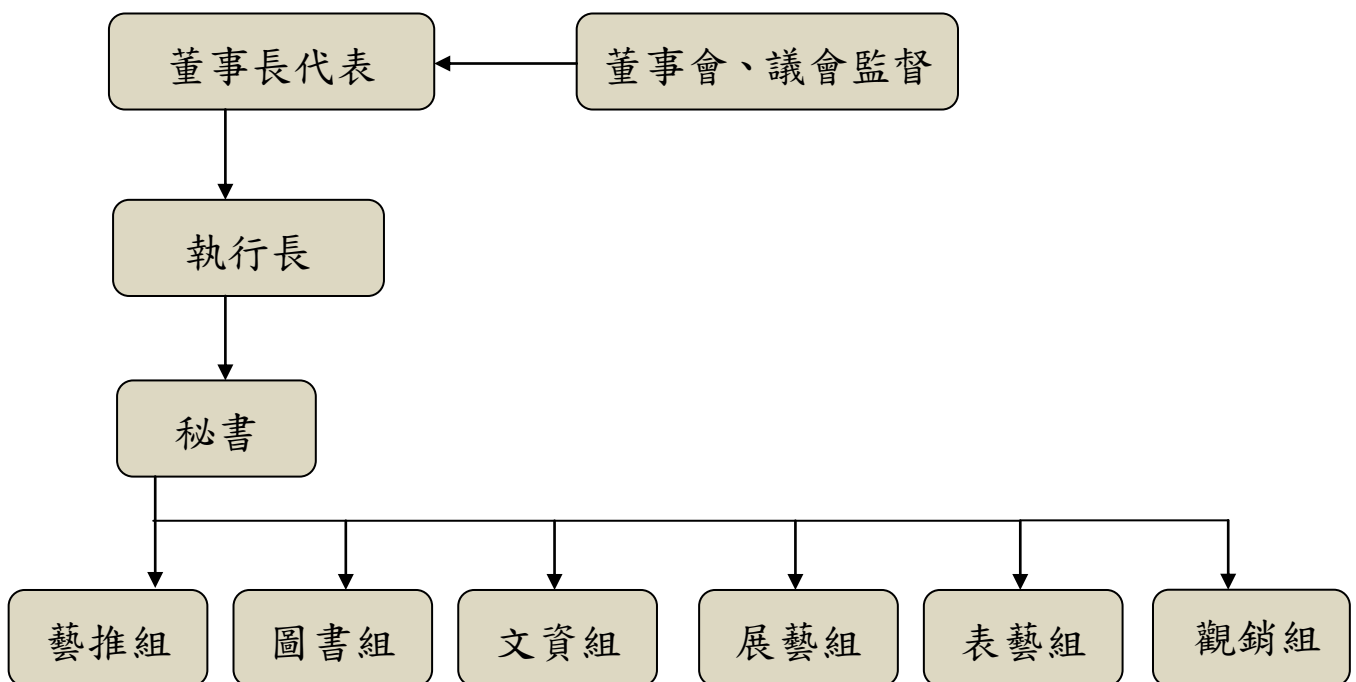 董事長代表
董事會、議會監督
執行長
秘書
藝推組
圖書組
文資組
展藝組
表藝組
觀銷組